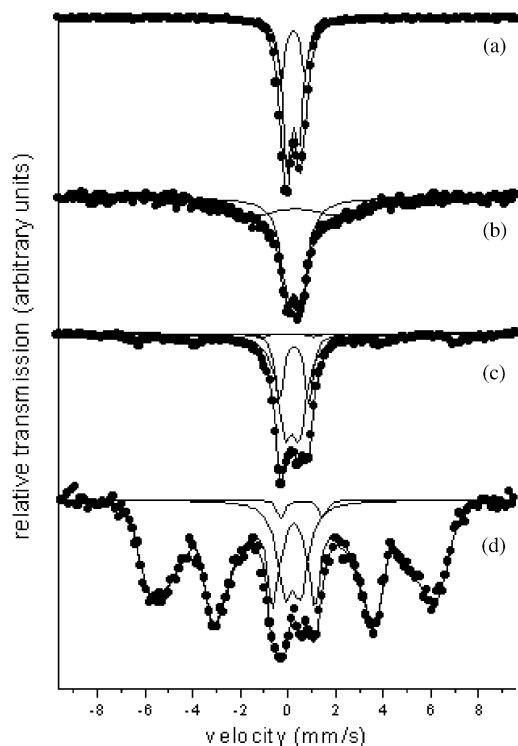 (a)
(b)
(c)
(d)
relative transmission (arbitrary units)
-8 -6 -4 -2 0 2 4 6 8
velocity (mm/s)